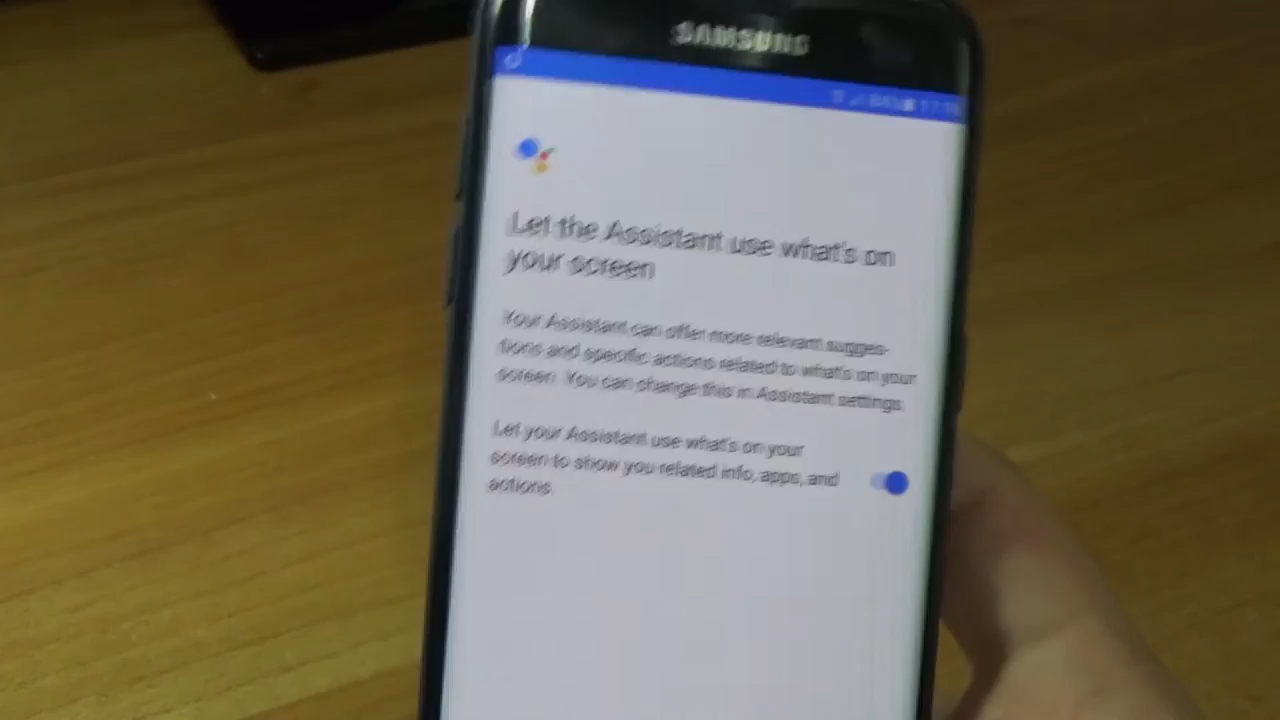 SAMSUNG
Let the Assistant use what's on
your screen
Your Assistant can offer more relevant sugges-
tions and specific actions related to what's on your
screen. You can change this in Assistant settings.
Let your Assistant use what's on your
screen to show you related info, apps, and
actions.